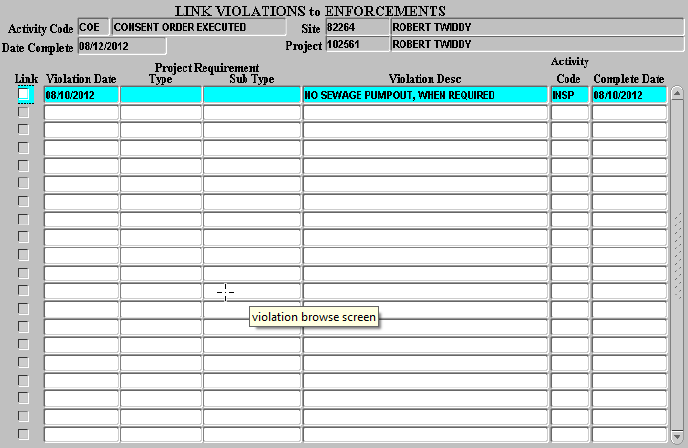 LINK VIOLATIONS to ENFORCEMENTS
Activity Code COE CONSENT ORDER EXECUTED Site 82264 ROBERT TWIDDY
Date Complete 08/12/2012 Project 102561 ROBERT TWIDDY
Project Requirement Activity
Link Violation Date Type Sub Type Violation Desc Code Complete Date
08/10/2012 NO SEWAGE PUMPOUT, WHEN REQUIRED INSP 08/10/2012
violation browse screen